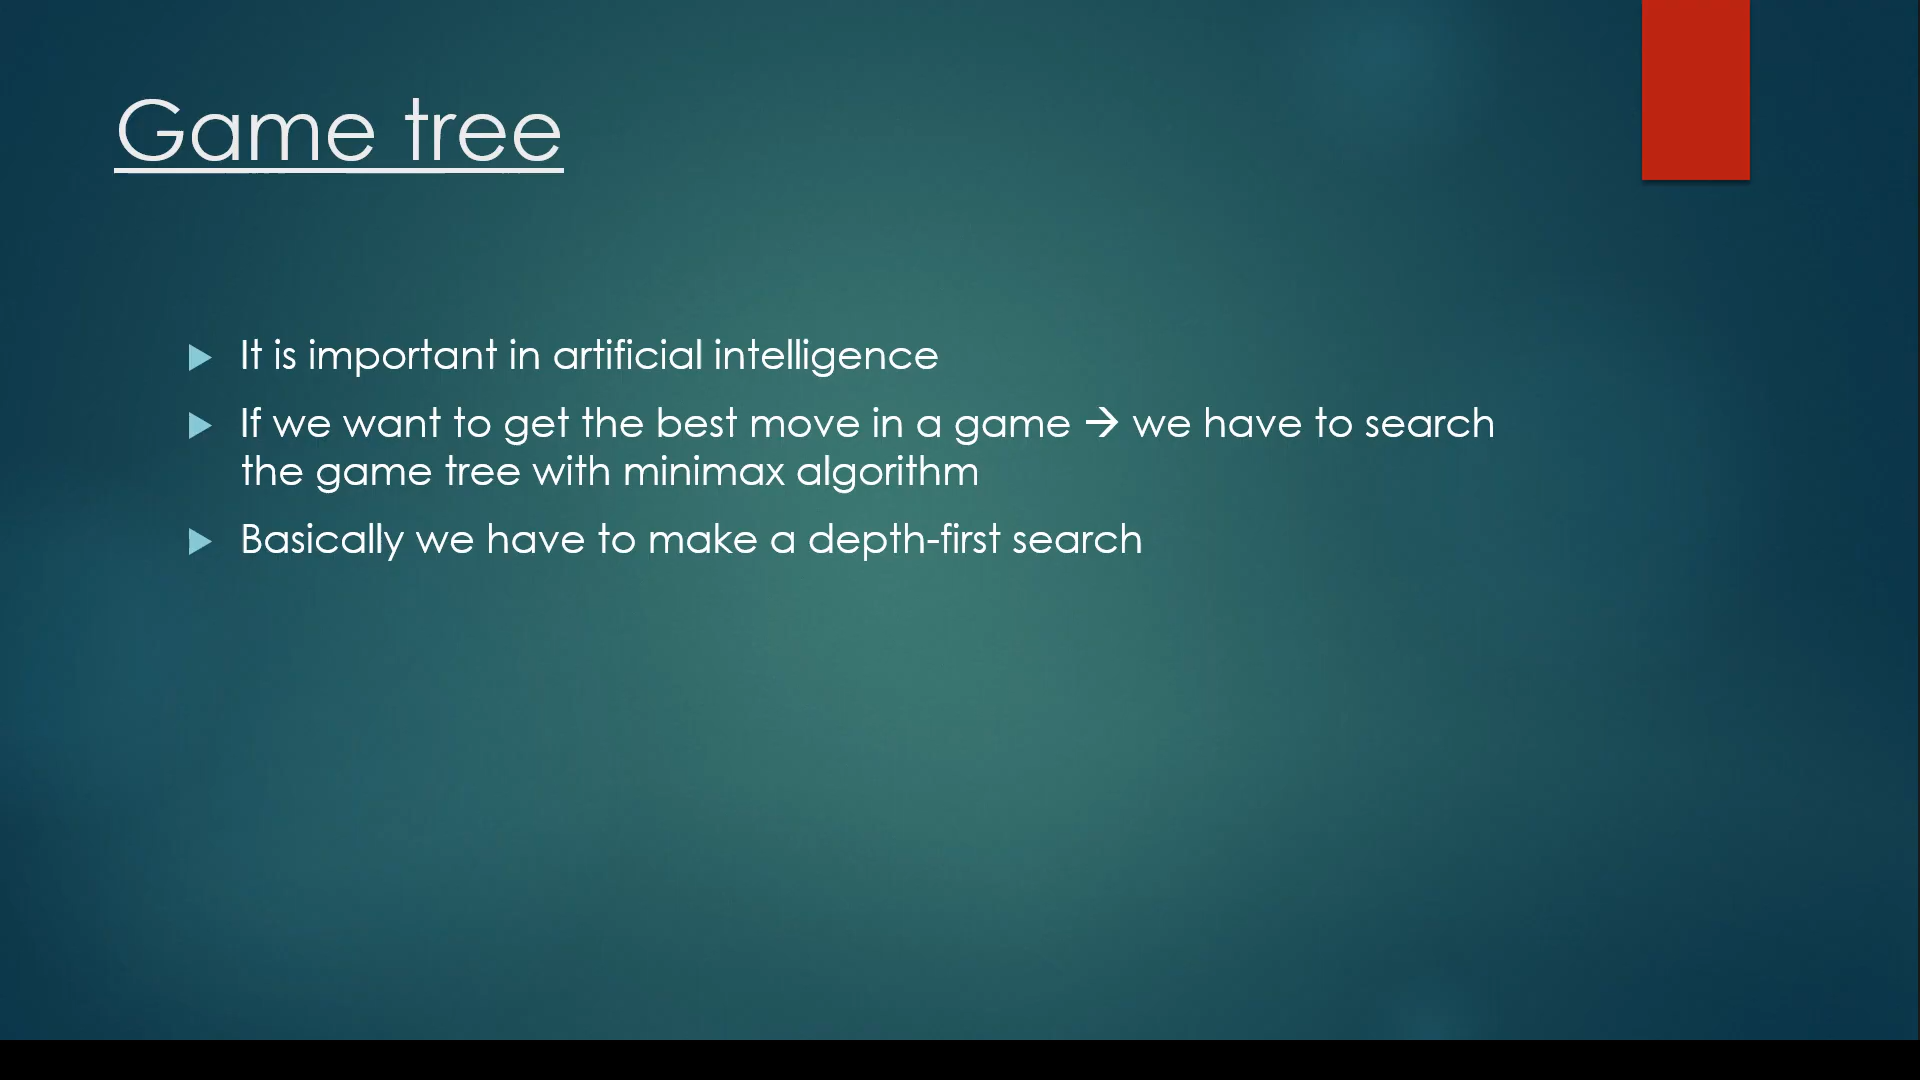 Game tree
It is important in artificial intelligence
If we want to get the best move in a game → we have to search
the game tree with minimax algorithm
Basically we have to make a depth-first search